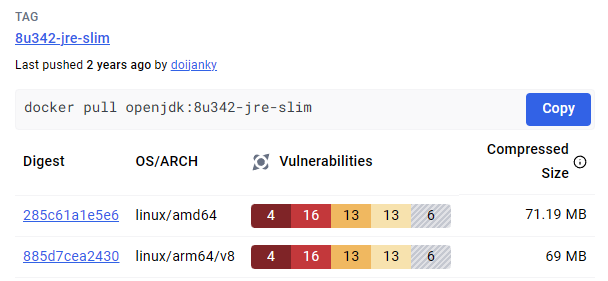 TAG
8u342-jre-slim
Last pushed 2 years ago by doijanky
docker pull openjdk:8u342-jre-slim
Copy
Digest OS/ARCH Vulnerabilities Compressed Size
285c61a1e5e6 linux/amd64 4 16 13 13 6 71.19 MB
885d7cea2430 linux/arm64/v8 4 16 13 13 6 69 MB